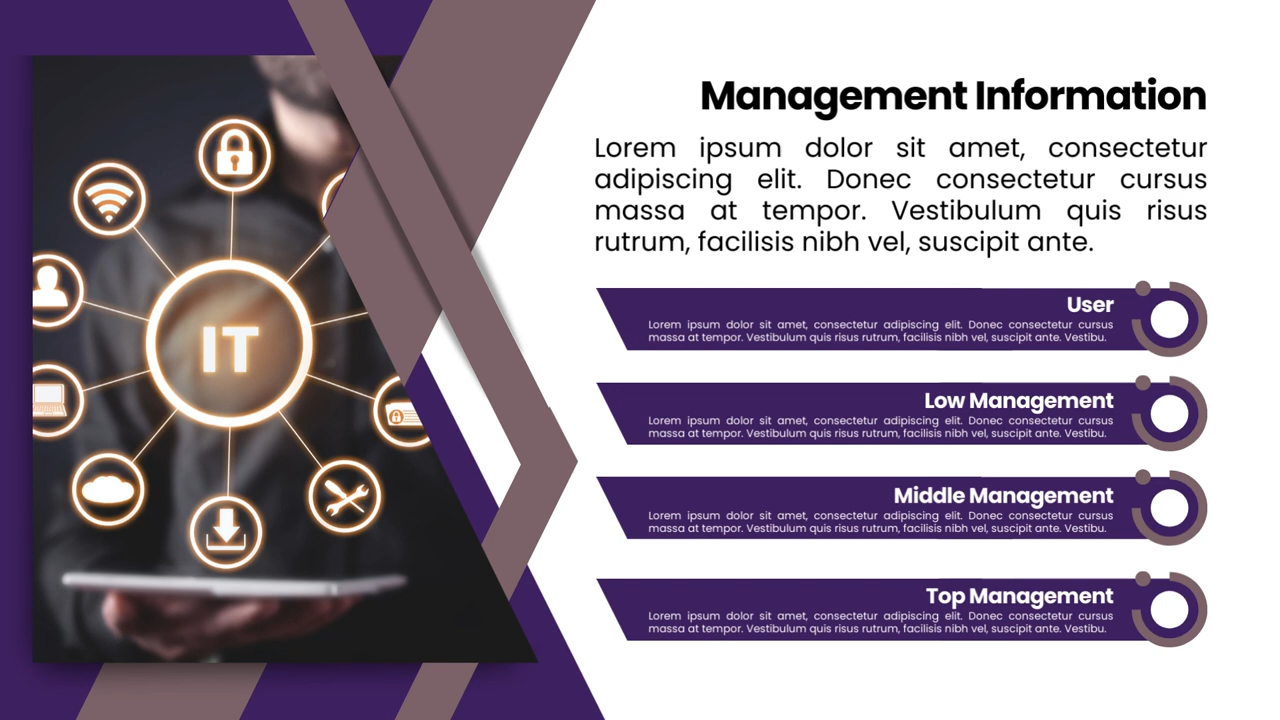 IT
Management Information
Lorem ipsum dolor sit amet, consectetur
adipiscing elit. Donec consectetur cursus
massa at tempor. Vestibulum quis risus
rutrum, facilisis nibh vel, suscipit ante.
User
Lorem ipsum dolor sit amet, consectetur adipiscing elit. Donec consectetur cursus
massa at tempor. Vestibulum quis risus rutrum, facilisis nibh vel, suscipit ante. Vestibu.
Low Management
Lorem ipsum dolor sit amet, consectetur adipiscing elit. Donec consectetur cursus
massa at tempor. Vestibulum quis risus rutrum, facilisis nibh vel, suscipit ante. Vestibu.
Middle Management
Lorem ipsum dolor sit amet, consectetur adipiscing elit. Donec consectetur cursus
massa at tempor. Vestibulum quis risus rutrum, facilisis nibh vel, suscipit ante. Vestibu.
Top Management
Lorem ipsum dolor sit amet, consectetur adipiscing elit. Donec consectetur cursus
massa at tempor. Vestibulum quis risus rutrum, facilisis nibh vel, suscipit ante. Vestibu.